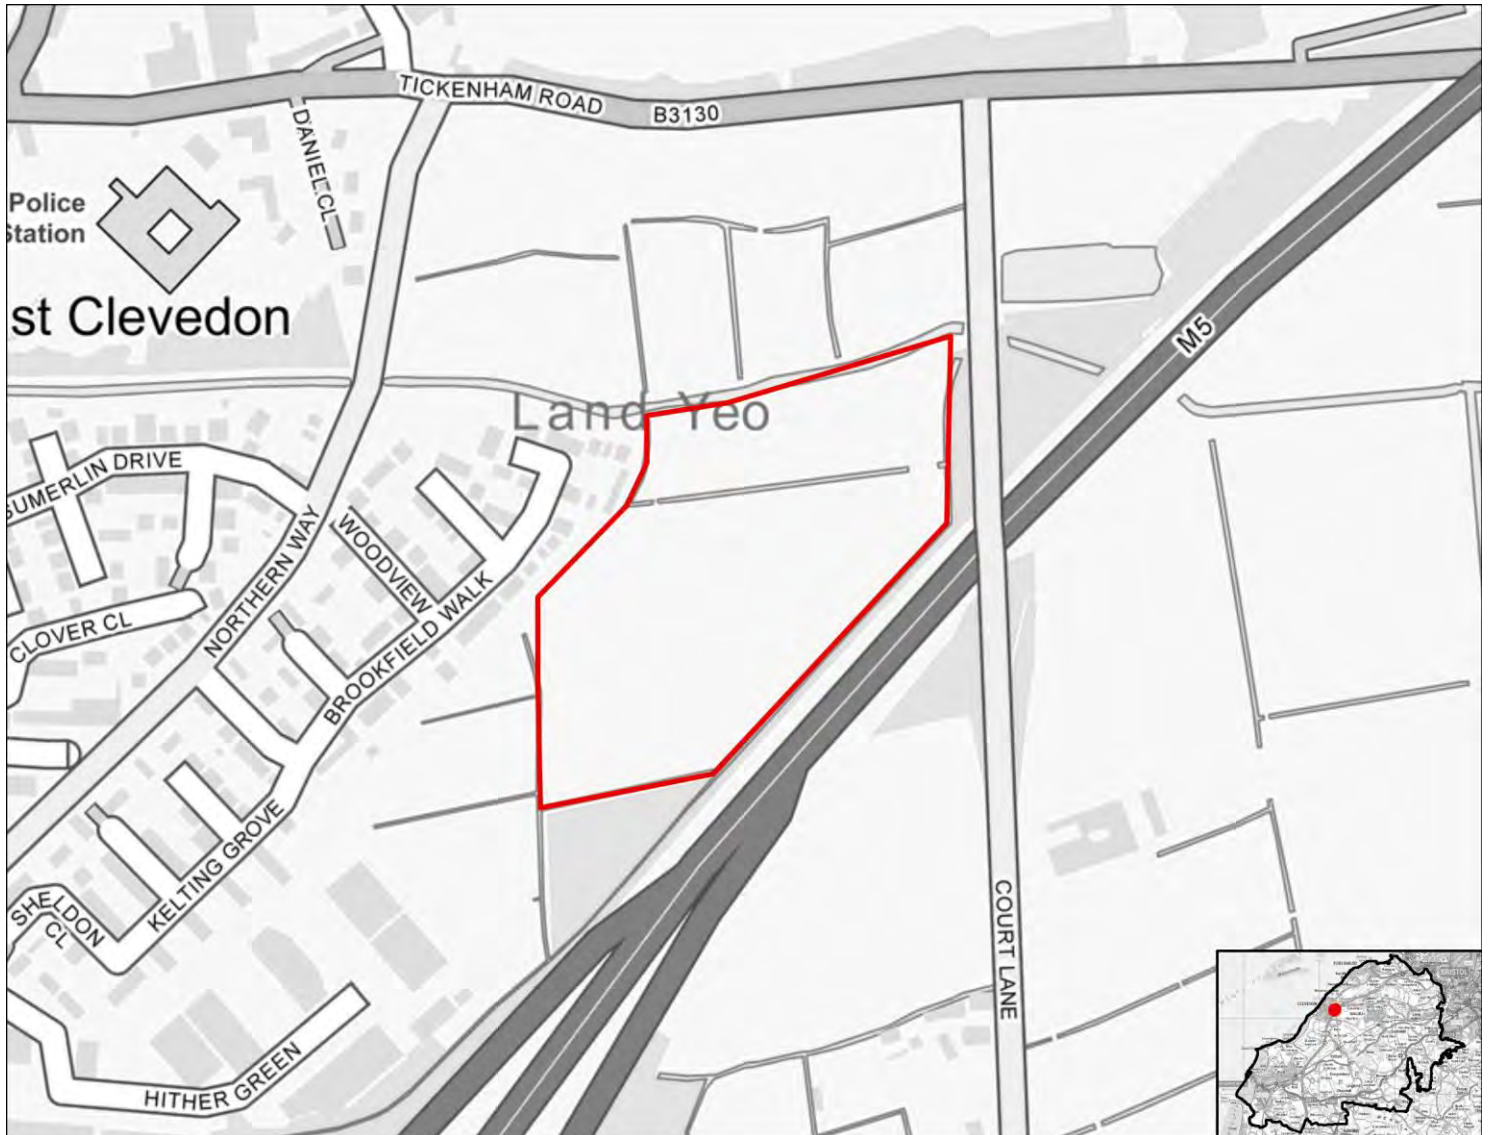 TICKENHAM ROAD
B3130
DANIEL CL
Police
Station
st Clevedon
M5
Land Yeo
SUMERLIN DRIVE
NORTHERN WAY
WOODVIEW
BROOKFIELD WALK
CLOVER CL
KELTING GROVE
SHELDON
CL
COURT LANE
HITHER GREEN
BRISTOL